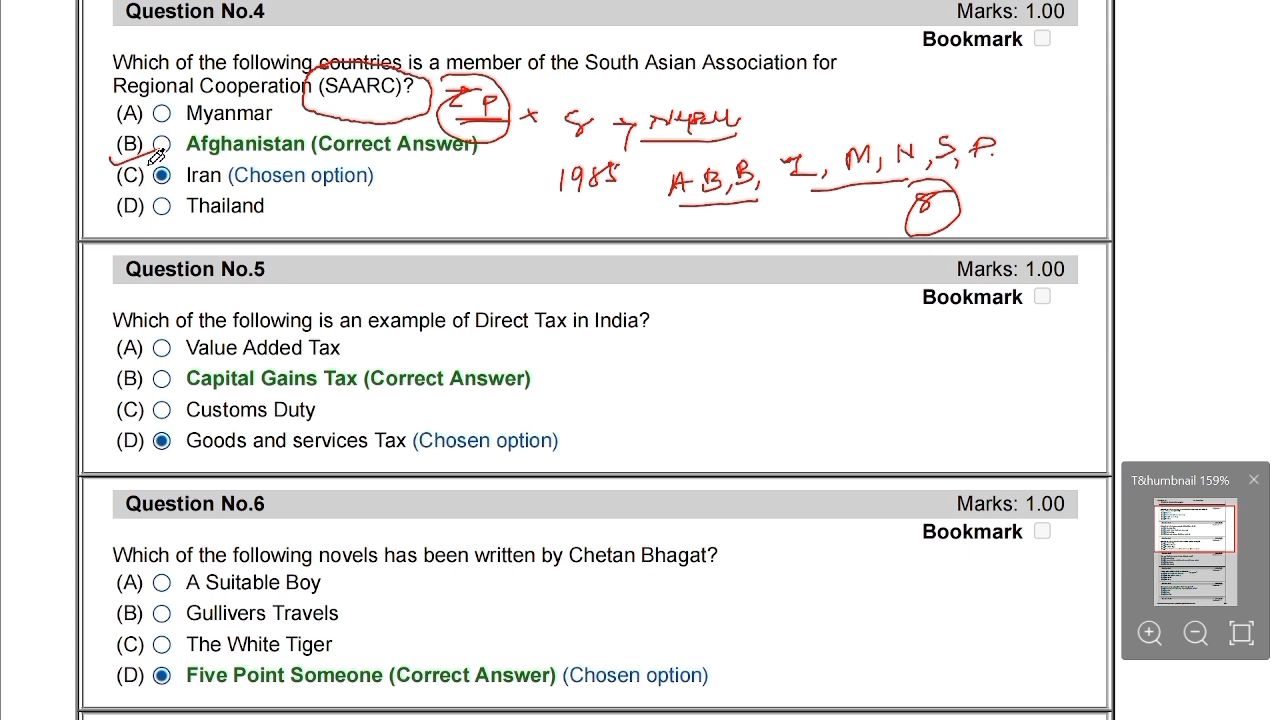 Question No.4 Marks: 1.00
Bookmark
Which of the following countries is a member of the South Asian Association for
Regional Cooperation (SAARC)?
(A) Myanmar
(B) Afghanistan (Correct Answer)
(C) Iran (Chosen option)
(D) Thailand
P + 8 → Nepal
1985 A B, B, I, M, N, S, P.
8
Question No.5 Marks: 1.00
Bookmark
Which of the following is an example of Direct Tax in India?
(A) Value Added Tax
(B) Capital Gains Tax (Correct Answer)
(C) Customs Duty
(D) Goods and services Tax (Chosen option)
Question No.6 Marks: 1.00
Bookmark
Which of the following novels has been written by Chetan Bhagat?
(A) A Suitable Boy
(B) Gullivers Travels
(C) The White Tiger
(D) Five Point Someone (Correct Answer) (Chosen option)
T&humbnail 159%